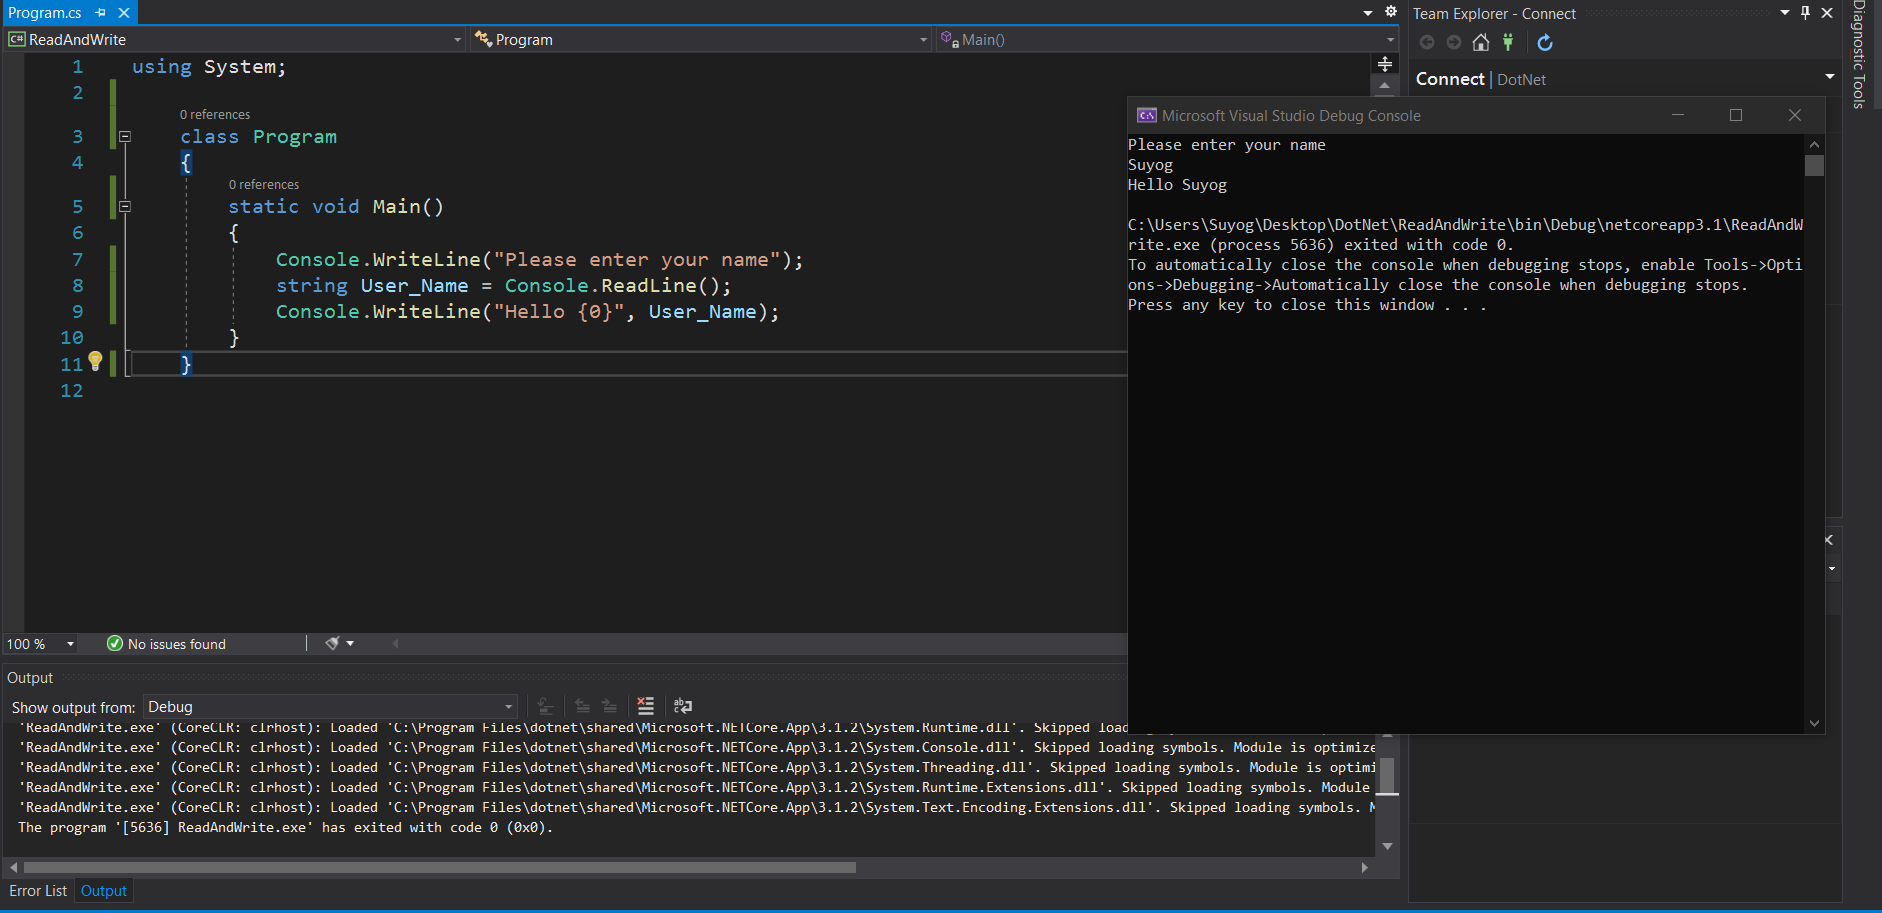 Program.cs
ReadAndWrite
Program
Main()
1 using System;
2
0 references
3 class Program
4 {
0 references
5 static void Main()
6 {
7 Console.WriteLine("Please enter your name");
8 string User_Name = Console.ReadLine();
9 Console.WriteLine("Hello {0}", User_Name);
10 }
11 }
12
100 %
No issues found
Team Explorer - Connect
Connect | DotNet
Diagnostic Tools
Microsoft Visual Studio Debug Console
Please enter your name
Suyog
Hello Suyog
C:\Users\Suyog\Desktop\DotNet\ReadAndWrite\bin\Debug\netcoreapp3.1\ReadAndW
rite.exe (process 5636) exited with code 0.
To automatically close the console when debugging stops, enable Tools->Opti
ons->Debugging->Automatically close the console when debugging stops.
Press any key to close this window . . .
Output
Show output from: Debug
'ReadAndWrite.exe' (CoreCLR: clrhost): Loaded 'C:\Program Files\dotnet\shared\Microsoft.NETCore.App\3.1.2\System.Runtime.dll'. Skipped load
'ReadAndWrite.exe' (CoreCLR: clrhost): Loaded 'C:\Program Files\dotnet\shared\Microsoft.NETCore.App\3.1.2\System.Console.dll'. Skipped loading symbols. Module is optimize
'ReadAndWrite.exe' (CoreCLR: clrhost): Loaded 'C:\Program Files\dotnet\shared\Microsoft.NETCore.App\3.1.2\System.Threading.dll'. Skipped loading symbols. Module is optimi
'ReadAndWrite.exe' (CoreCLR: clrhost): Loaded 'C:\Program Files\dotnet\shared\Microsoft.NETCore.App\3.1.2\System.Runtime.Extensions.dll'. Skipped loading symbols. Module
'ReadAndWrite.exe' (CoreCLR: clrhost): Loaded 'C:\Program Files\dotnet\shared\Microsoft.NETCore.App\3.1.2\System.Text.Encoding.Extensions.dll'. Skipped loading symbols. M
The program '[5636] ReadAndWrite.exe' has exited with code 0 (0x0).
Error List
Output